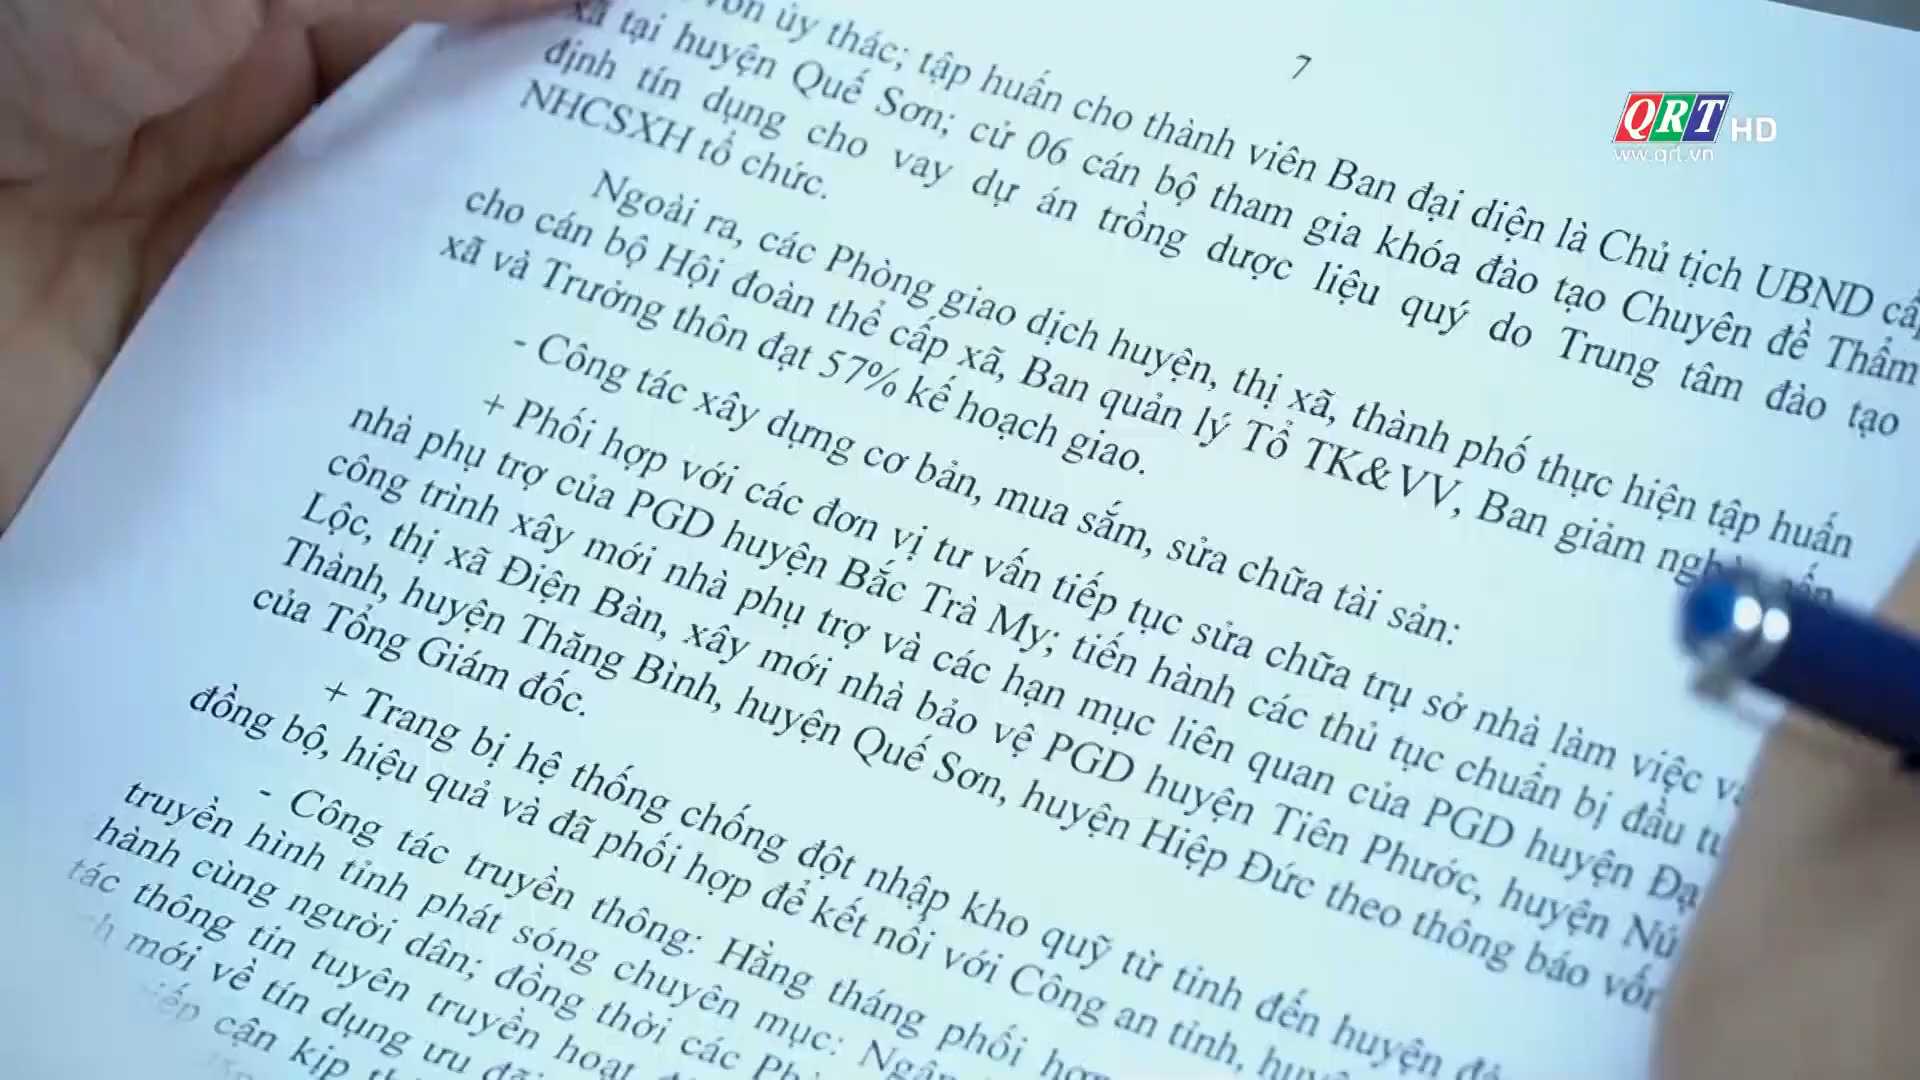 7
vốn ủy thác; tập huấn cho thành viên Ban đại diện là Chủ tịch UBND cấp
xã tại huyện Quế Sơn; cử 06 cán bộ tham gia khóa đào tạo Chuyên đề Thẩm
định tín dụng cho vay dự án trồng dược liệu quý do Trung tâm đào tạo
NHCSXH tổ chức.
Ngoài ra, các Phòng giao dịch huyện, thị xã, thành phố thực hiện tập huấn
cho cán bộ Hội đoàn thể cấp xã, Ban quản lý Tổ TK&VV, Ban giảm
xã và Trưởng thôn đạt 57% kế hoạch giao.
- Công tác xây dựng cơ bản, mua sắm, sửa chữa tài sản:
+ Phối hợp với các đơn vị tư vấn tiếp tục sửa chữa trụ sở nhà làm việc
nhà phụ trợ của PGD huyện Bắc Trà My; tiến hành các thủ tục chuẩn bị đầu
công trình xây mới nhà phụ trợ và các hạn mục liên quan của PGD huyện Đạ
Lộc, thị xã Điện Bàn, xây mới nhà bảo vệ PGD huyện Tiên Phước, huyện Nú
Thành, huyện Thăng Bình, huyện Quế Sơn, huyện Hiệp Đức theo thông báo
của Tổng Giám đốc.
+ Trang bị hệ thống chống đột nhập kho quỹ từ tỉnh đến huyện
đồng bộ, hiệu quả và đã phối hợp để kết nối với Công an tỉnh,
- Công tác truyền thông: Hằng tháng phối
truyền hình tỉnh phát sóng chuyên mục:
hành cùng người dân; đồng thời các
tác thông tin tuyên truyền hoạt
mới về tín dụng ưu
cận kịp
QRT HD
www.qrt.vn